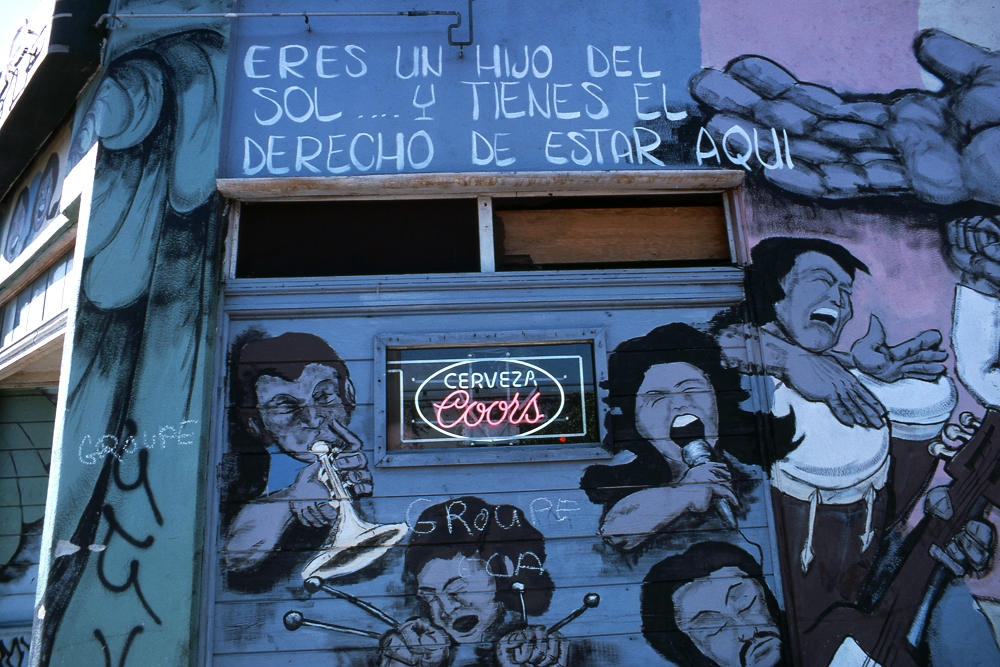 ERES UN HIJO DEL
SOL .... Y TIENES EL
DERECHO DE ESTAR AQUI
CERVEZA
Coors
GROUPE
GROUPE